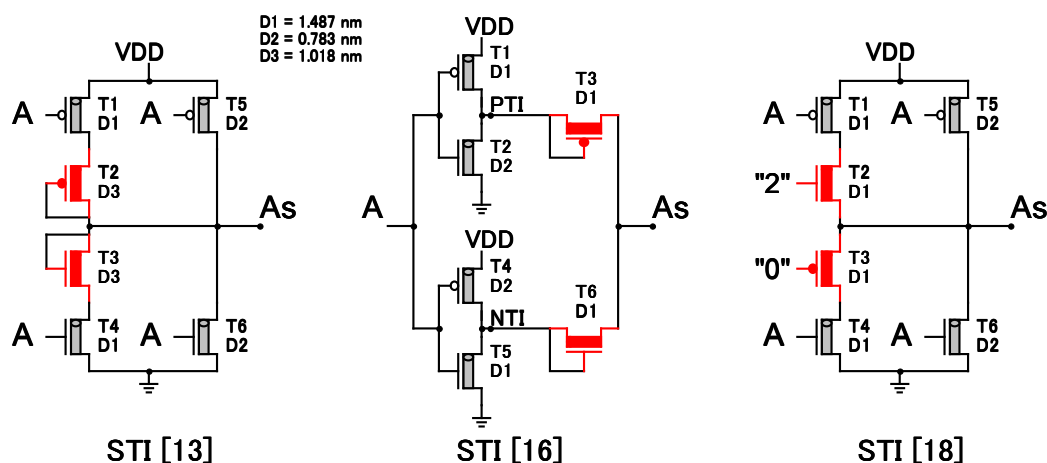 D1 = 1.487 nm
D2 = 0.783 nm
D3 = 1.018 nm
VDD
A
T1
D1
A
T5
D2
T2
D3
As
T3
D3
A
T4
D1
A
T6
D2
STI [13]
VDD
T1
D1
PTI
T3
D1
T2
D2
A
As
VDD
T4
D2
NTI
T6
D1
T5
D1
STI [16]
VDD
A
T1
D1
A
T5
D2
"2"
T2
D1
As
"0"
T3
D1
A
T4
D1
A
T6
D2
STI [18]